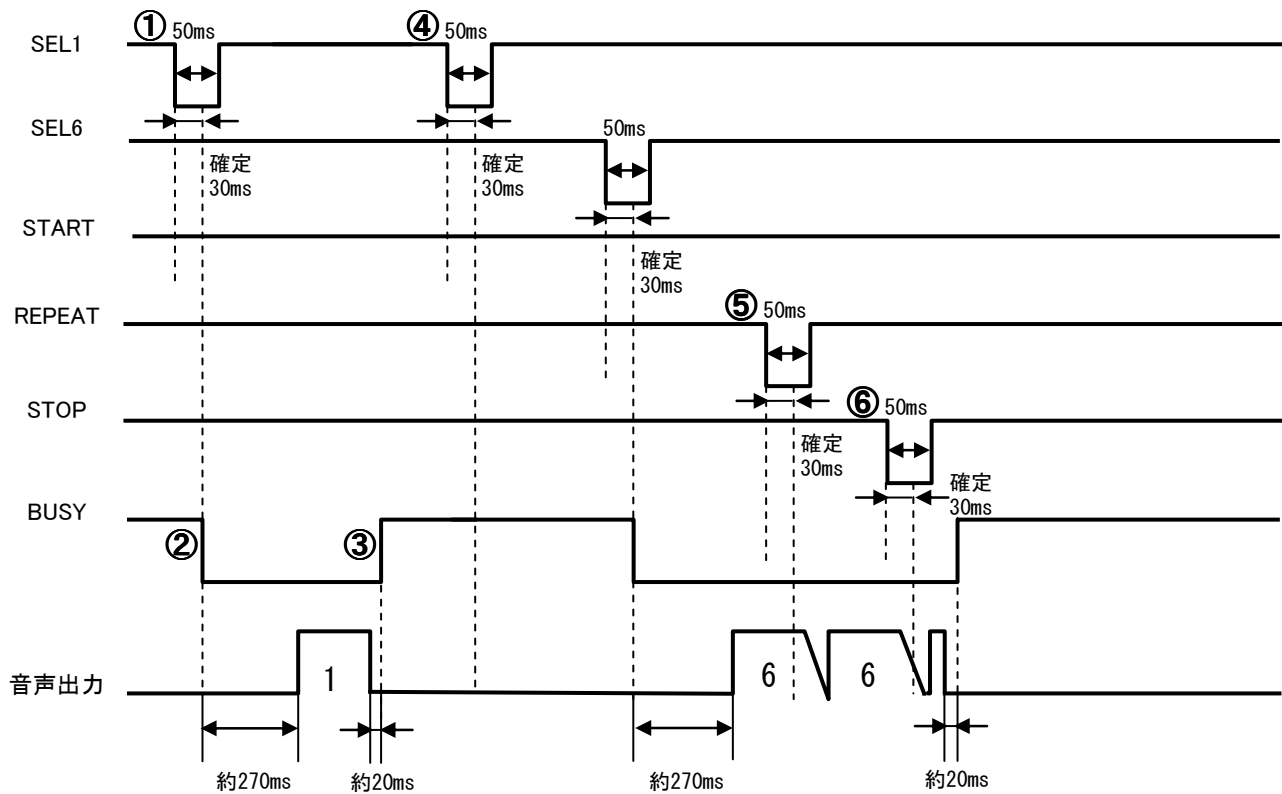 ① 50ms
④ 50ms
SEL1
SEL6
50ms
確定
30ms
確定
30ms
START
確定
30ms
REPEAT
⑤ 50ms
STOP
⑥ 50ms
確定
30ms
確定
30ms
BUSY
②
③
音声出力
1
6
6
約270ms
約20ms
約270ms
約20ms